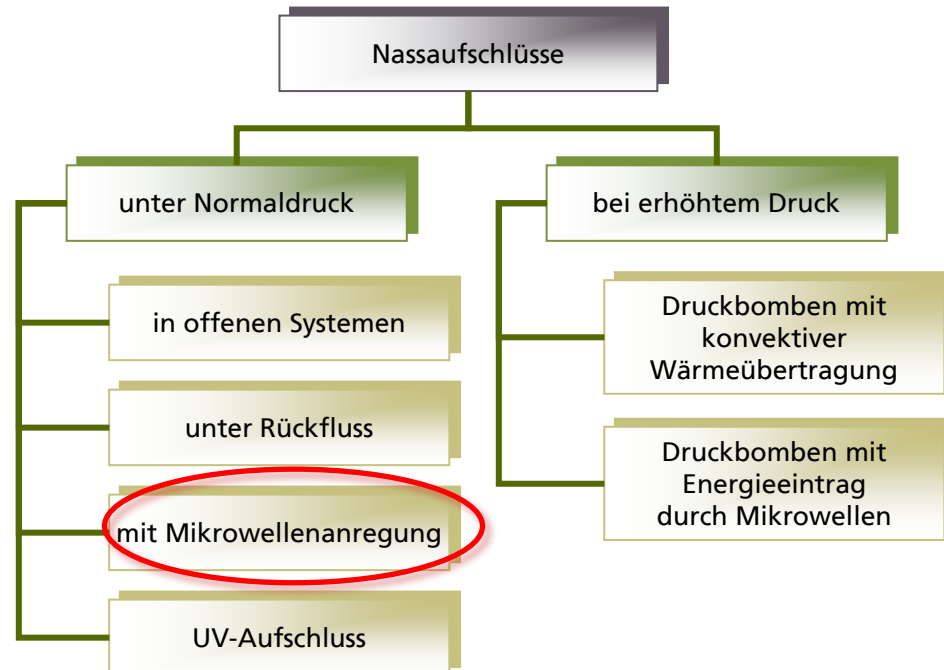 Nassaufschlüsse
unter Normaldruck
bei erhöhtem Druck
in offenen Systemen
unter Rückfluss
mit Mikrowellenanregung
UV-Aufschluss
Druckbomben mit
konvektiver
Wärmeübertragung
Druckbomben mit
Energieeintrag
durch Mikrowellen